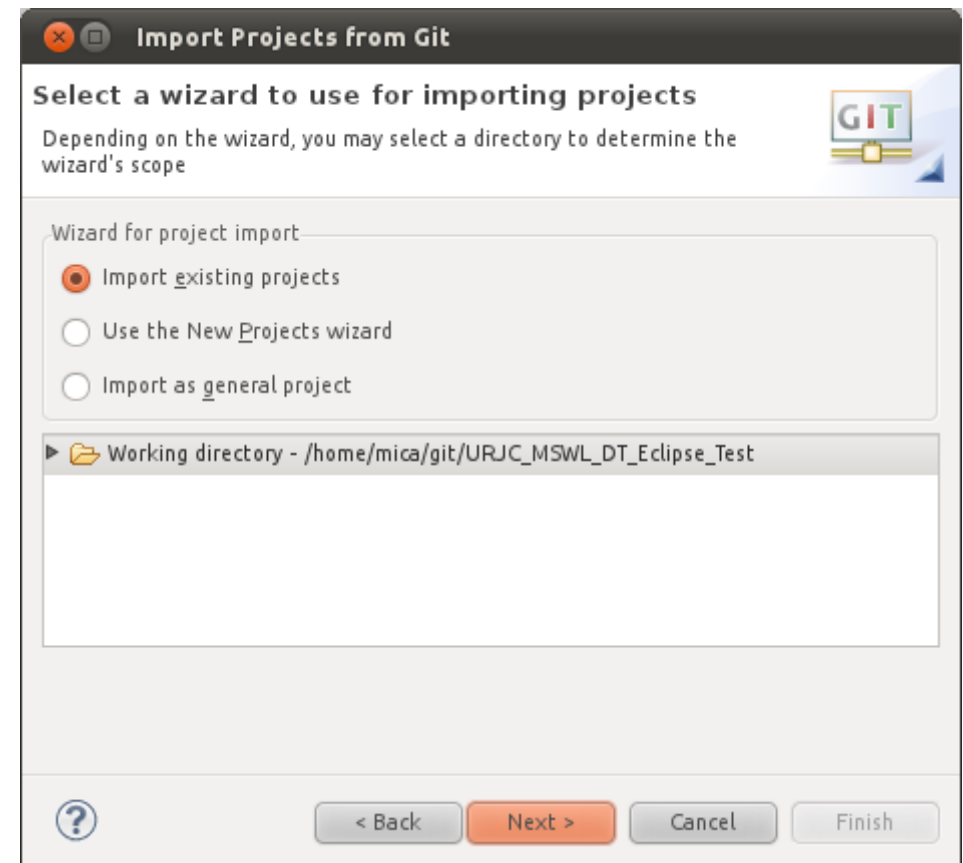 Import Projects from Git
Select a wizard to use for importing projects
Depending on the wizard, you may select a directory to determine the
wizard's scope
GIT
Wizard for project import
Import existing projects
Use the New Projects wizard
Import as general project
Working directory - /home/mica/git/URJC_MSWL_DT_Eclipse_Test
?
< Back
Next >
Cancel
Finish